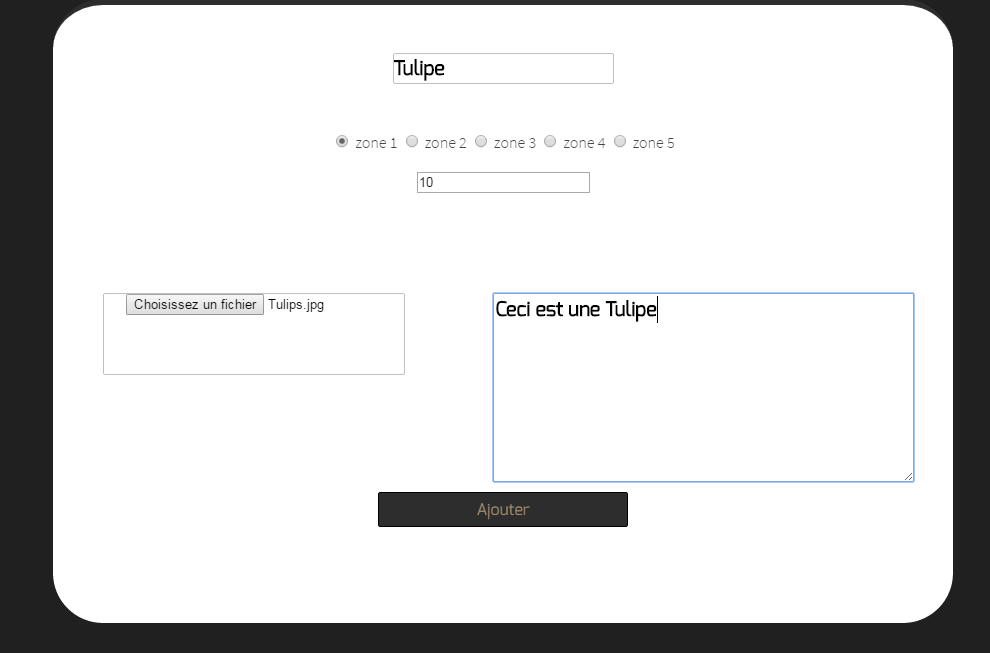 Tulipe
zone 1 zone 2 zone 3 zone 4 zone 5
10
Choisissez un fichier Tulips.jpg
Ceci est une Tulipe
Ajouter